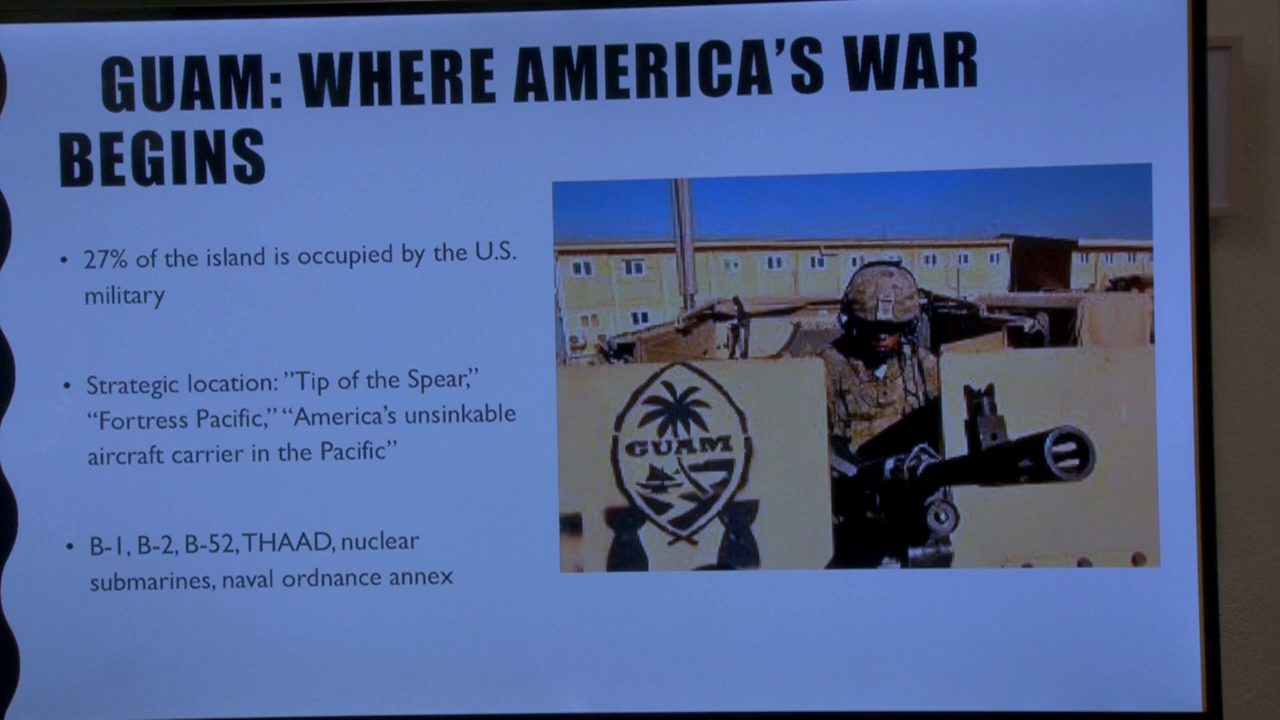 GUAM: WHERE AMERICA'S WAR
BEGINS
• 27% of the island is occupied by the U.S.
military
• Strategic location: ”Tip of the Spear,”
“Fortress Pacific,” “America’s unsinkable
aircraft carrier in the Pacific”
• B-1, B-2, B-52, THAAD, nuclear
submarines, naval ordnance annex
GUAM